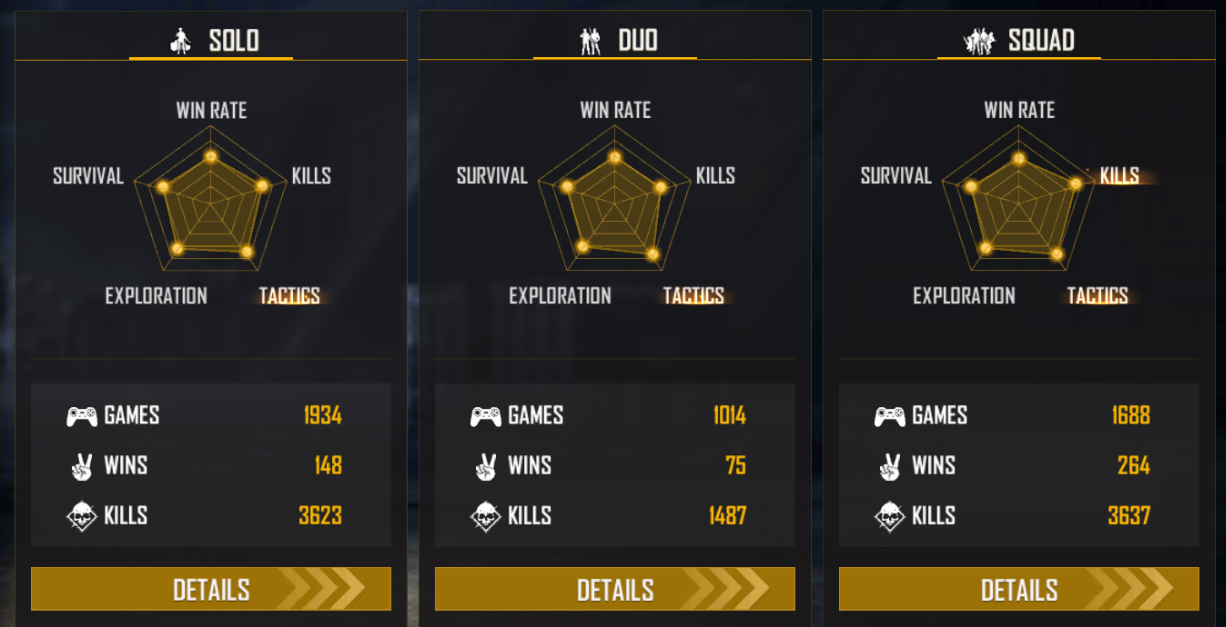 SOLO
WIN RATE
SURVIVAL
KILLS
EXPLORATION
TACTICS
GAMES 1934
WINS 148
KILLS 3623
DETAILS
DUO
WIN RATE
SURVIVAL
KILLS
EXPLORATION
TACTICS
GAMES 1014
WINS 75
KILLS 1487
DETAILS
SQUAD
WIN RATE
SURVIVAL
KILLS
EXPLORATION
TACTICS
GAMES 1688
WINS 264
KILLS 3637
DETAILS